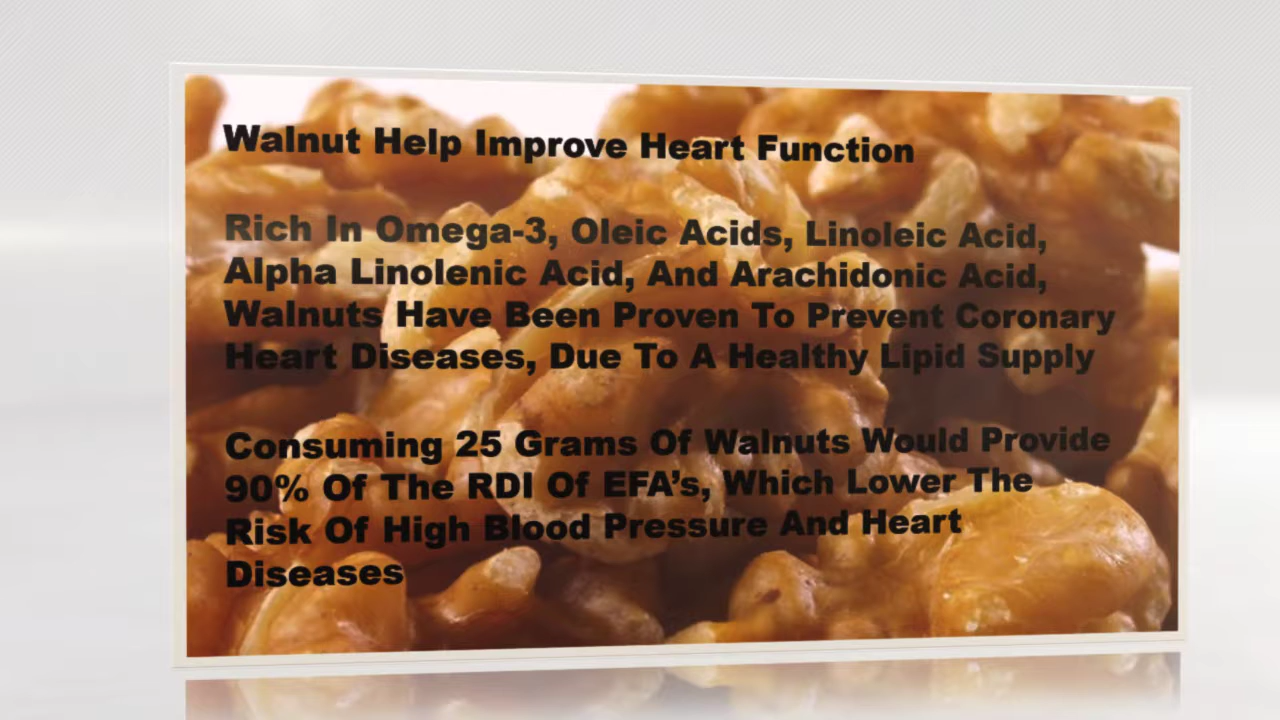 Walnut Help Improve Heart Function
Rich In Omega-3, Oleic Acids, Linoleic Acid,
Alpha Linolenic Acid, And Arachidonic Acid,
Walnuts Have Been Proven To Prevent Coronary
Heart Diseases, Due To A Healthy Lipid Supply
Consuming 25 Grams Of Walnuts Would Provide
90% Of The RDI Of EFA’s, Which Lower The
Risk Of High Blood Pressure And Heart
Diseases